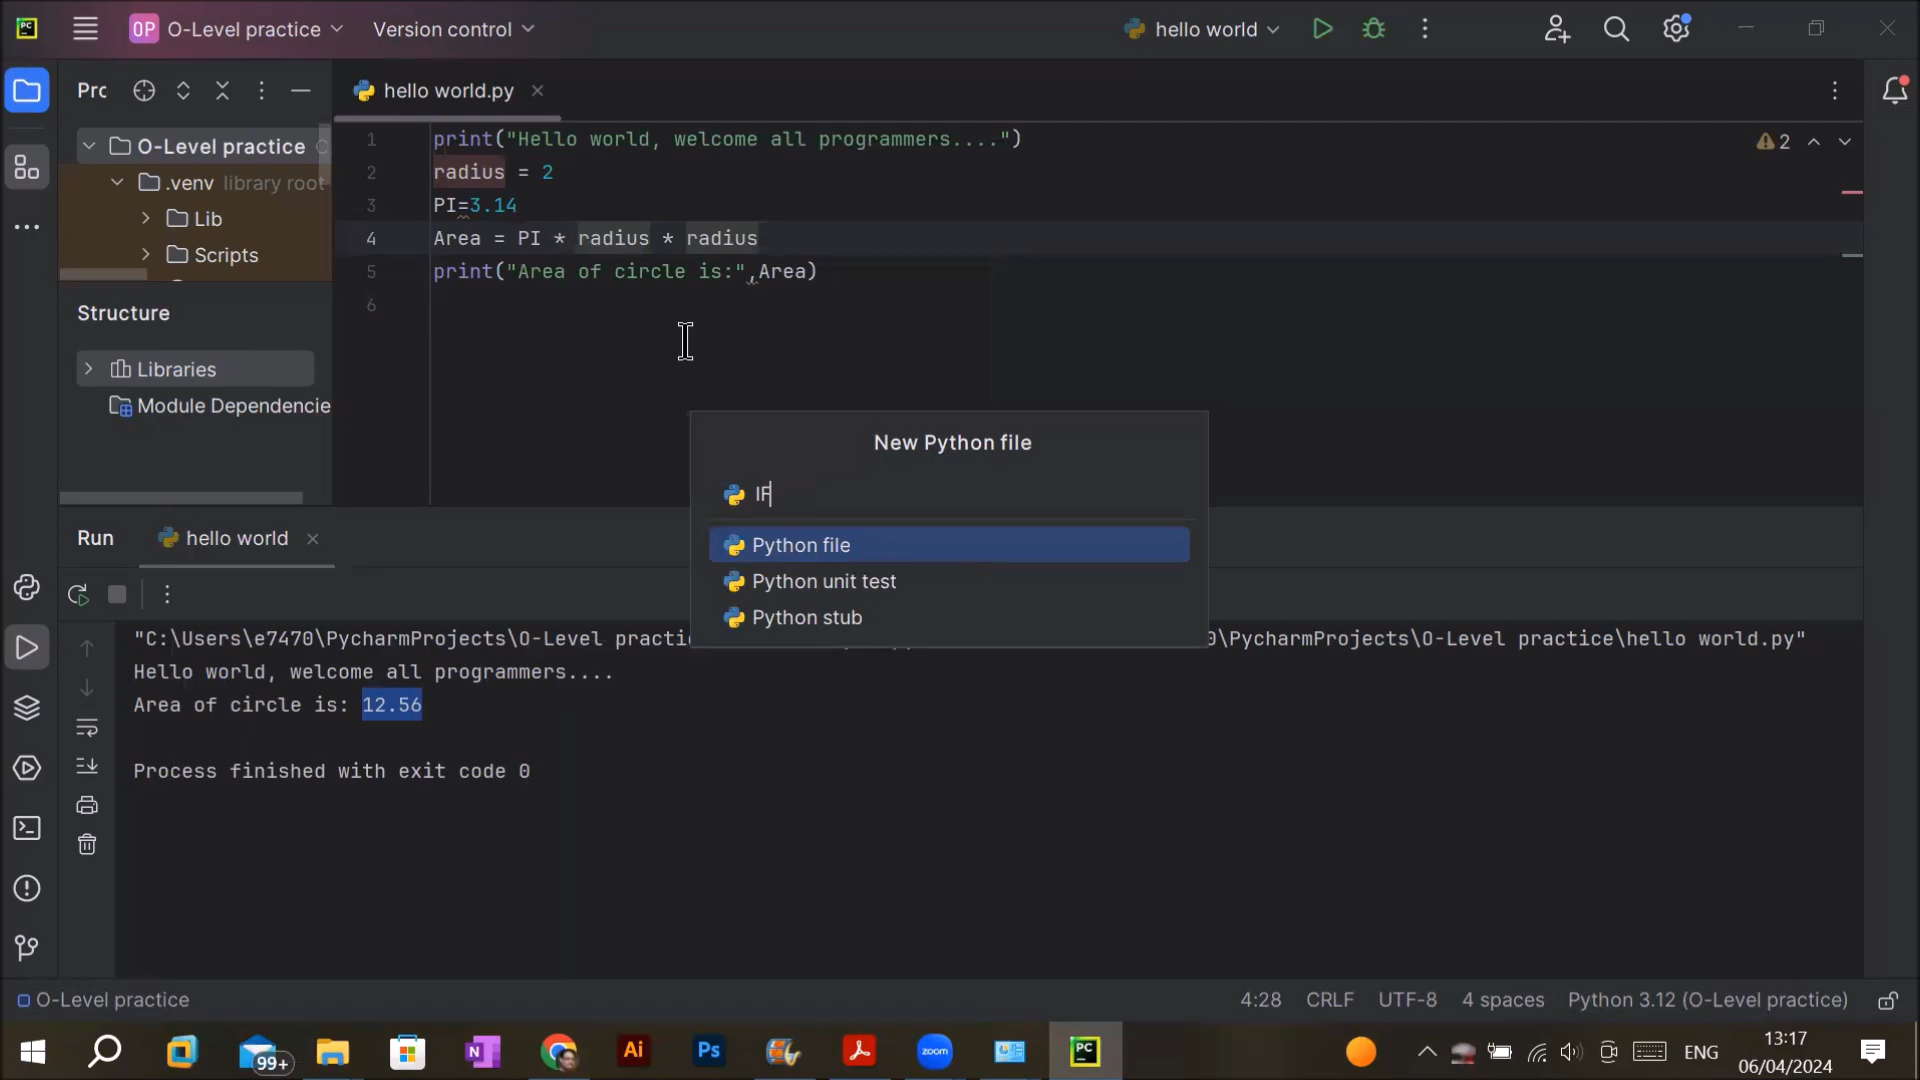 PC
OP O-Level practice
Version control
hello world
Prc
hello world.py
O-Level practice
.venv library root
Lib
Scripts
Structure
Libraries
Module Dependencie
1 print("Hello world, welcome all programmers....")
2 radius = 2
3 PI=3.14
4 Area = PI * radius * radius
5 print("Area of circle is:",Area)
6
2
New Python file
IF
Python file
Python unit test
Python stub
Run hello world
"C:\Users\e7470\PycharmProjects\O-Level practi 0\PycharmProjects\O-Level practice\hello world.py"
Hello world, welcome all programmers....
Area of circle is: 12.56
Process finished with exit code 0
O-Level practice
4:28 CRLF UTF-8 4 spaces Python 3.12 (O-Level practice)
99+
N
Ai
Ps
zoom
PC
ENG
13:17
06/04/2024